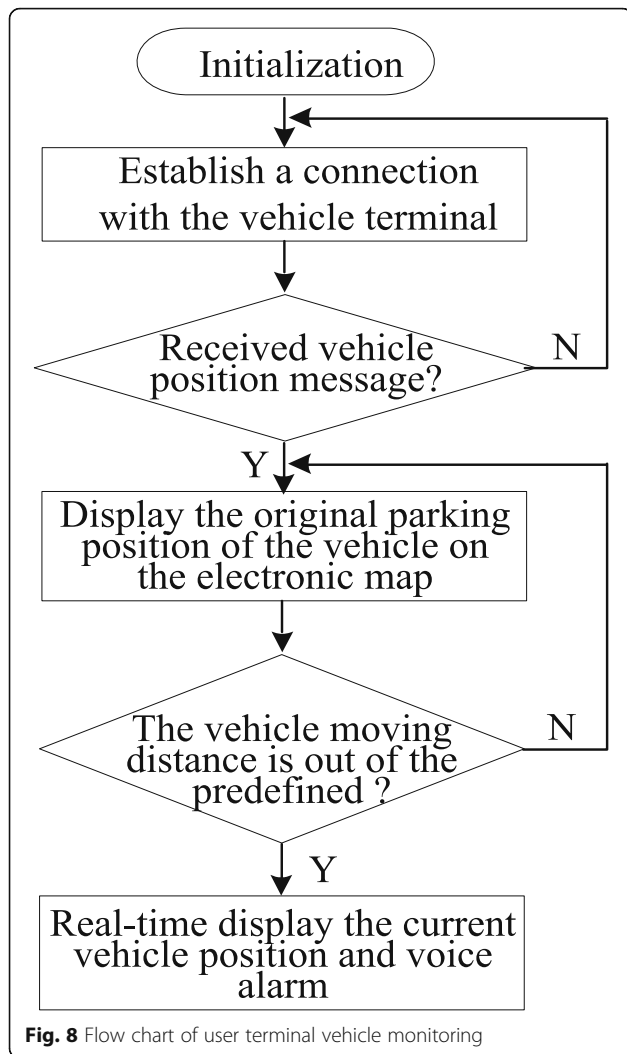 Initialization
Establish a connection
with the vehicle terminal
Received vehicle
position message?
N
Y
Display the original parking
position of the vehicle on
the electronic map
The vehicle moving
distance is out of the
predefined ?
N
Y
Real-time display the current
vehicle position and voice
alarm
Fig. 8 Flow chart of user terminal vehicle monitoring